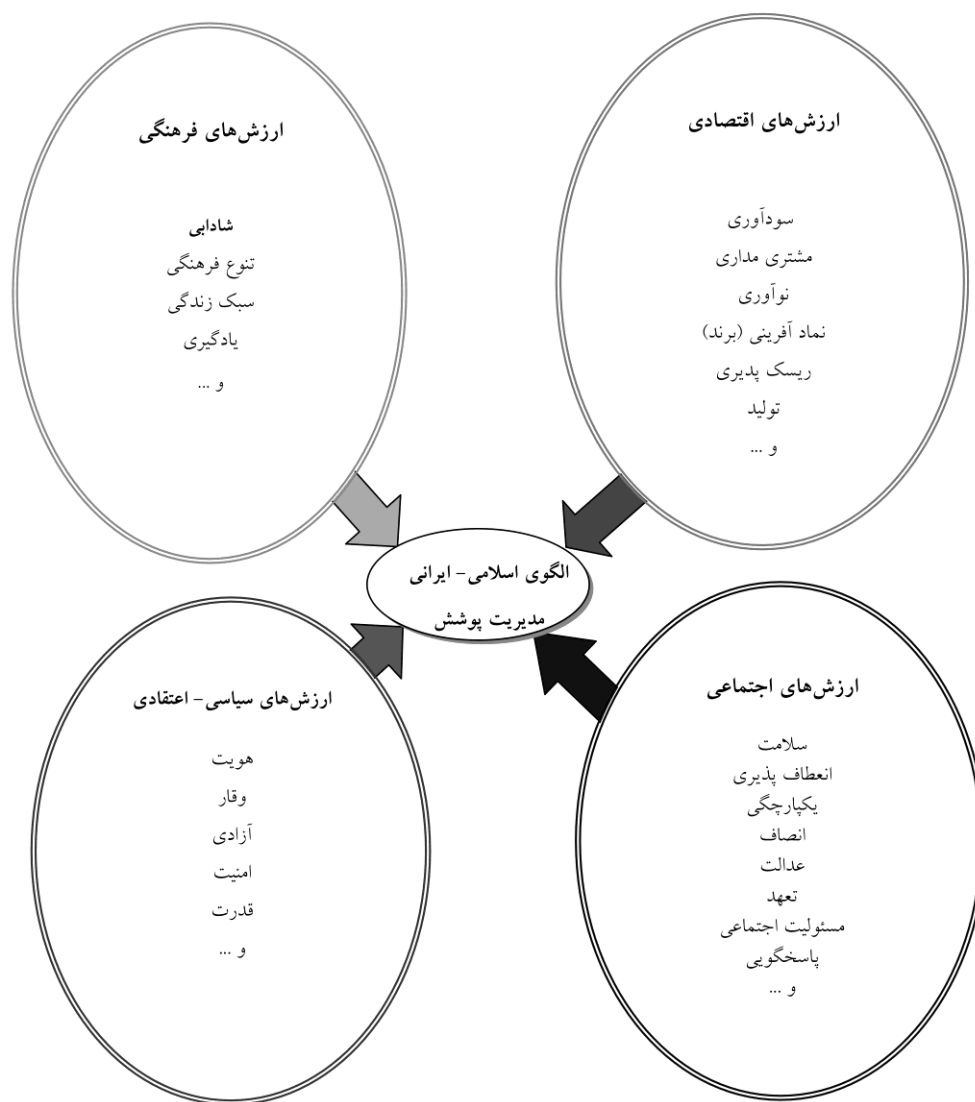 ارزش‌های اقتصادی
سودآوری
مشتری مداری
نوآوری
نماد آفرینی (برند)
ریسک پدیری
تولید
و ...
ارزش‌های فرهنگی
شادابی
تنوع فرهنگی
سبک زندگی
یادگیری
و ...
الگوی اسلامی- ایرانی
مدیریت پوشش
ارزش‌های اجتماعی
سلامت
انعطاف پذیری
یکپارچگی
انصاف
عدالت
تعهد
مسئولیت اجتماعی
پاسخگویی
و ...
ارزش‌های سیاسی- اعتقادی
هویت
وقار
آزادی
امنیت
قدرت
و ...